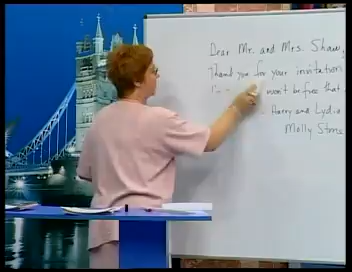 Dear Mr. and Mrs. Shaw,
Thank you for your invitation
won't be free that
Harry and Lydia
Molly Stone